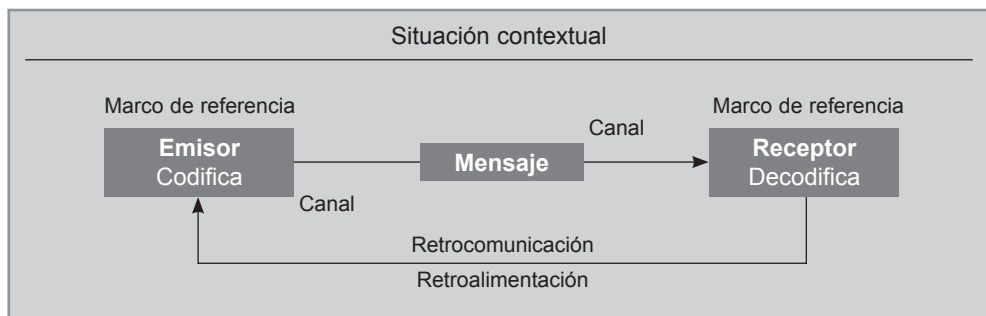 Situación contextual
Marco de referencia
Marco de referencia
Canal
Emisor
Codifica
Mensaje
Receptor
Decodifica
Canal
Retrocomunicación
Retroalimentación